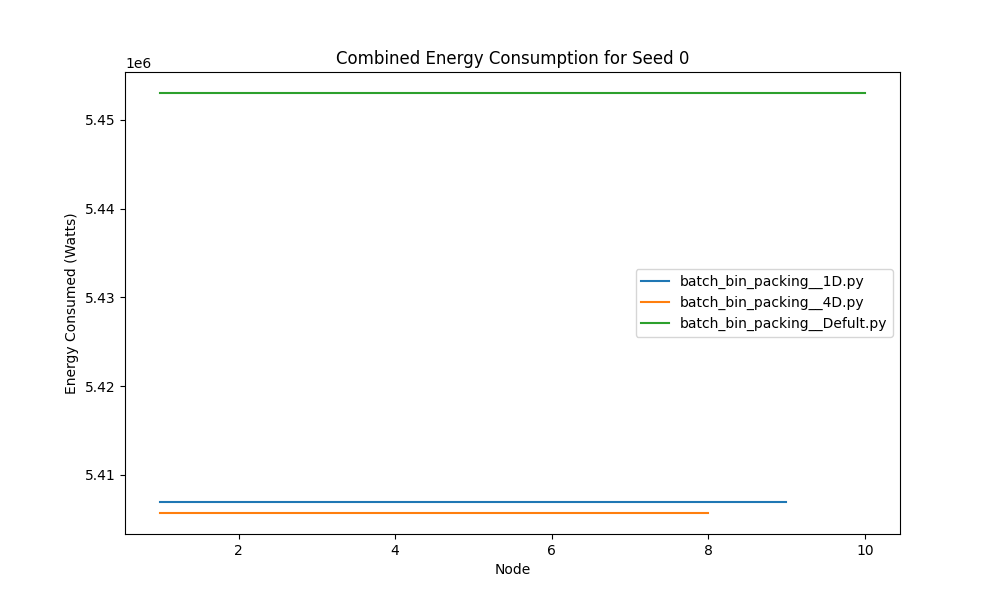 Combined Energy Consumption for Seed 0
1e6
5.45
5.44
5.43
5.42
5.41
Energy Consumed (Watts)
batch_bin_packing__1D.py
batch_bin_packing__4D.py
batch_bin_packing__Defult.py
2 4 6 8 10
Node